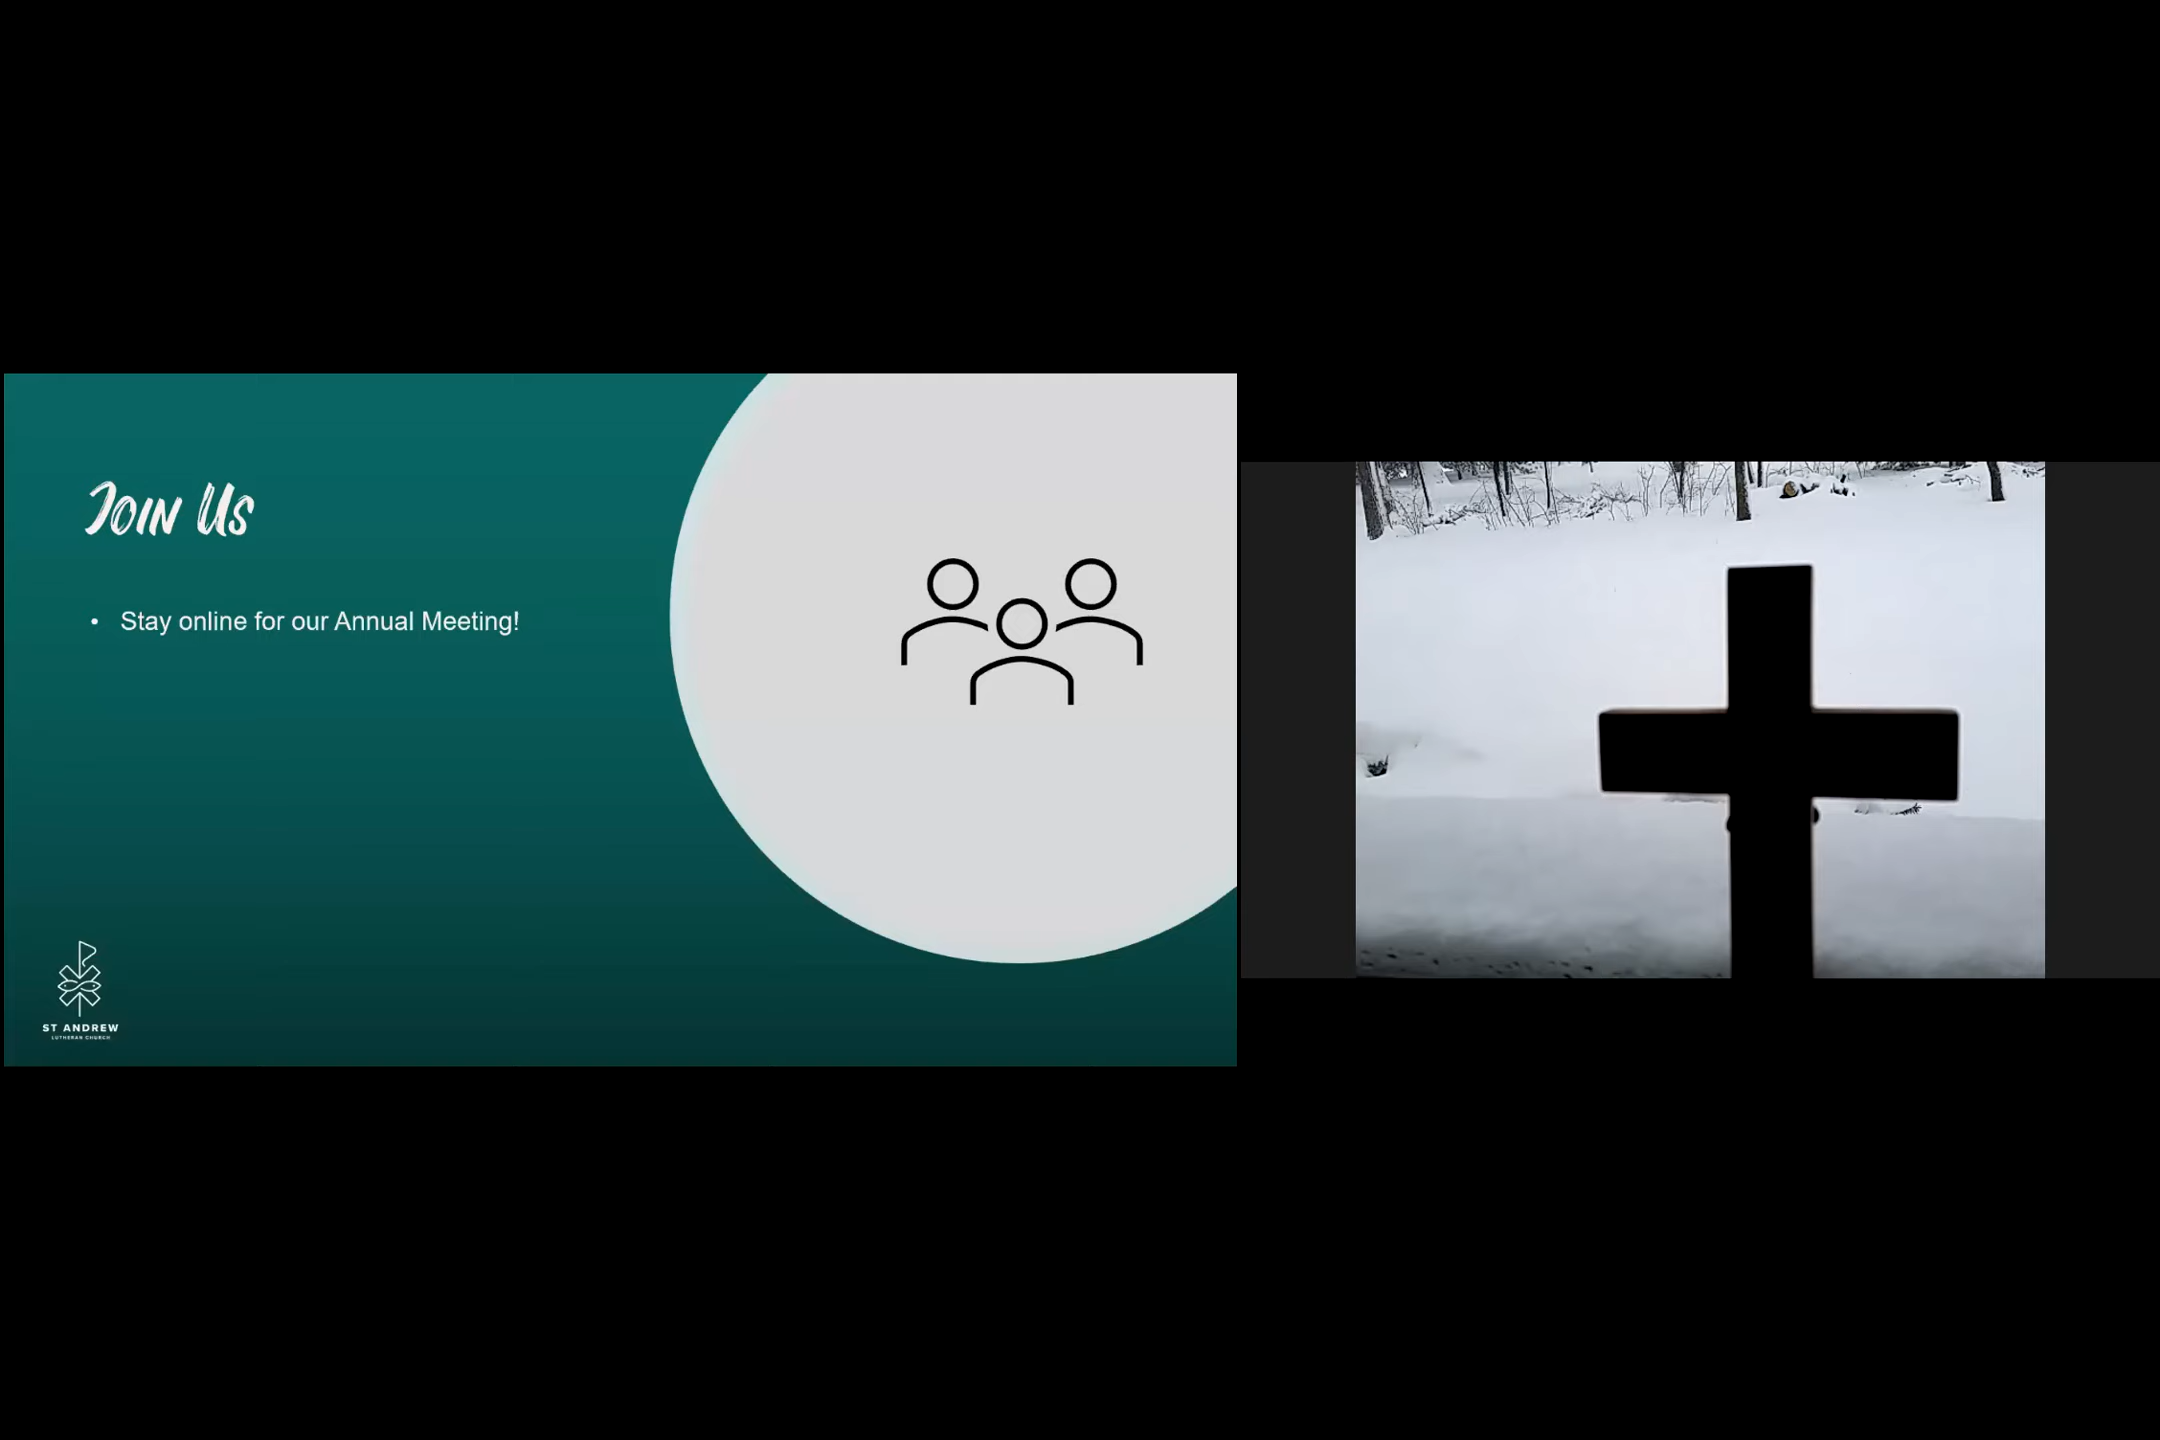 Join Us
• Stay online for our Annual Meeting!
ST ANDREW
LUTHERAN CHURCH